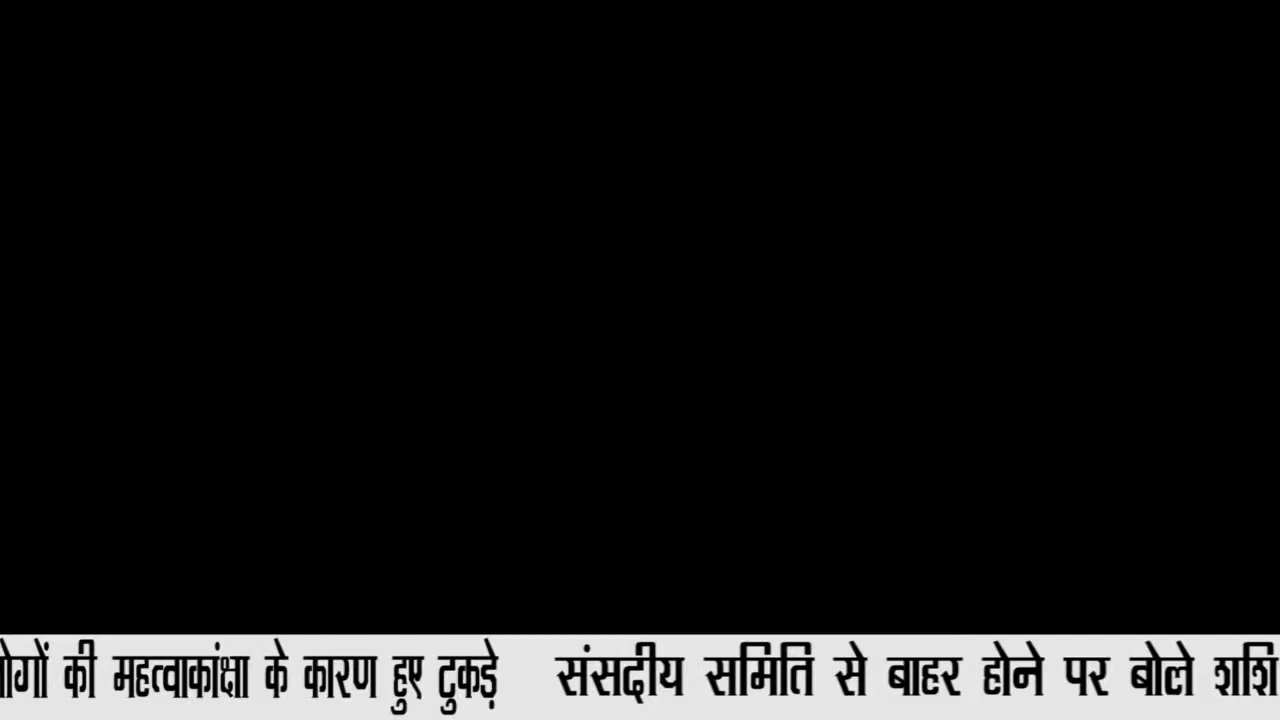 की महत्वाकांक्षा के कारण हुए टुकड़े संसदीय समिति से बाहर होने पर बोले शशि